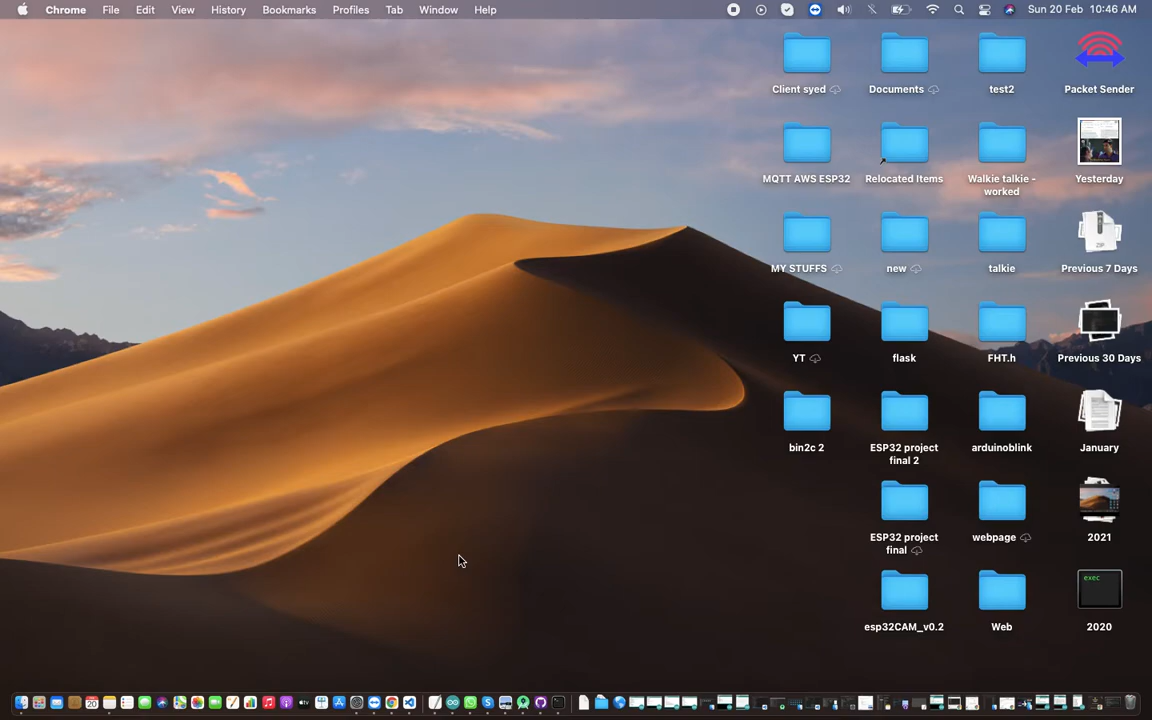 Chrome File Edit View History Bookmarks Profiles Tab Window Help Sun 20 Feb 10:46 AM
Client syed Documents test2 Packet Sender
MQTT AWS ESP32 Relocated Items Walkie talkie - Yesterday
worked
MY STUFFS new talkie Previous 7 Days
YT flask FHT.h Previous 30 Days
bin2c 2 ESP32 project arduinoblink January
final 2
ESP32 project webpage 2021
final
exec
esp32CAM_v0.2 Web 2020